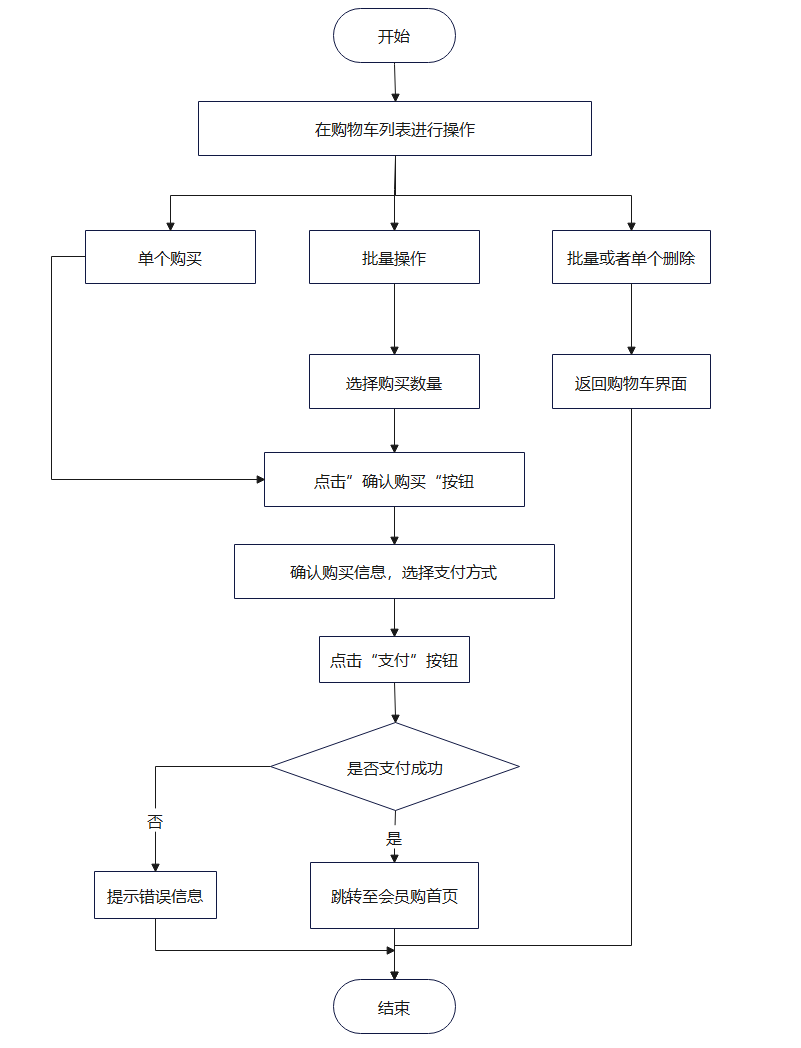 开始
在购物车列表进行操作
单个购买
批量操作
批量或者单个删除
选择购买数量
返回购物车界面
点击”确认购买“按钮
确认购买信息，选择支付方式
点击“支付”按钮
是否支付成功
否
是
提示错误信息
跳转至会员购首页
结束